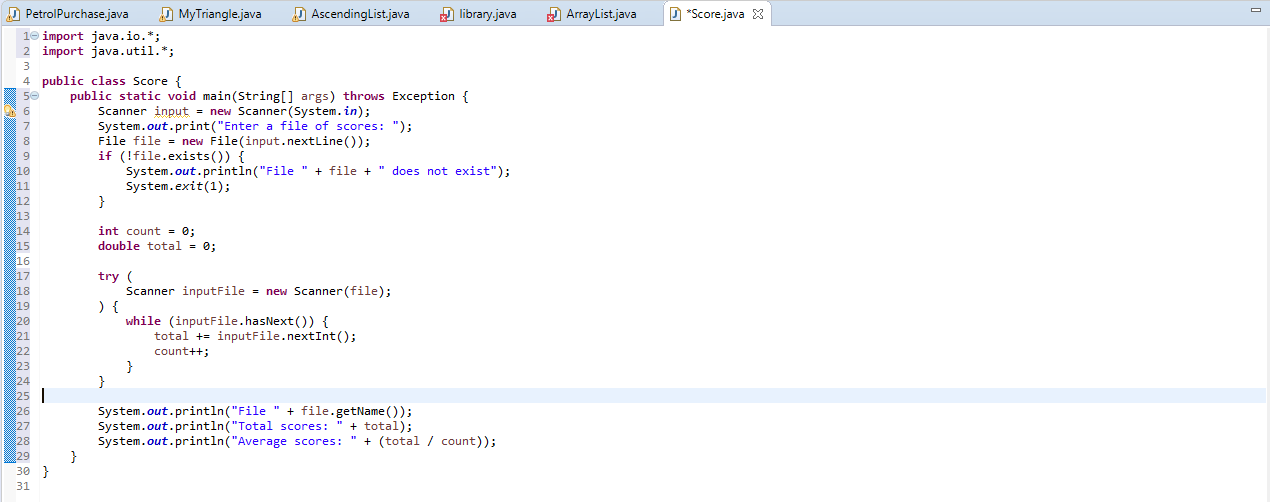 PetrolPurchase.java MyTriangle.java AscendingList.java library.java ArrayList.java *Score.java
1 import java.io.*;
2 import java.util.*;
3
4 public class Score {
5     public static void main(String[] args) throws Exception {
6         Scanner input = new Scanner(System.in);
7         System.out.print("Enter a file of scores: ");
8         File file = new File(input.nextLine());
9         if (!file.exists()) {
10             System.out.println("File " + file + " does not exist");
11             System.exit(1);
12         }
13
14         int count = 0;
15         double total = 0;
16
17         try (
18             Scanner inputFile = new Scanner(file);
19         ) {
20             while (inputFile.hasNext()) {
21                 total += inputFile.nextInt();
22                 count++;
23             }
24         }
25
26         System.out.println("File " + file.getName());
27         System.out.println("Total scores: " + total);
28         System.out.println("Average scores: " + (total / count));
29     }
30 }
31